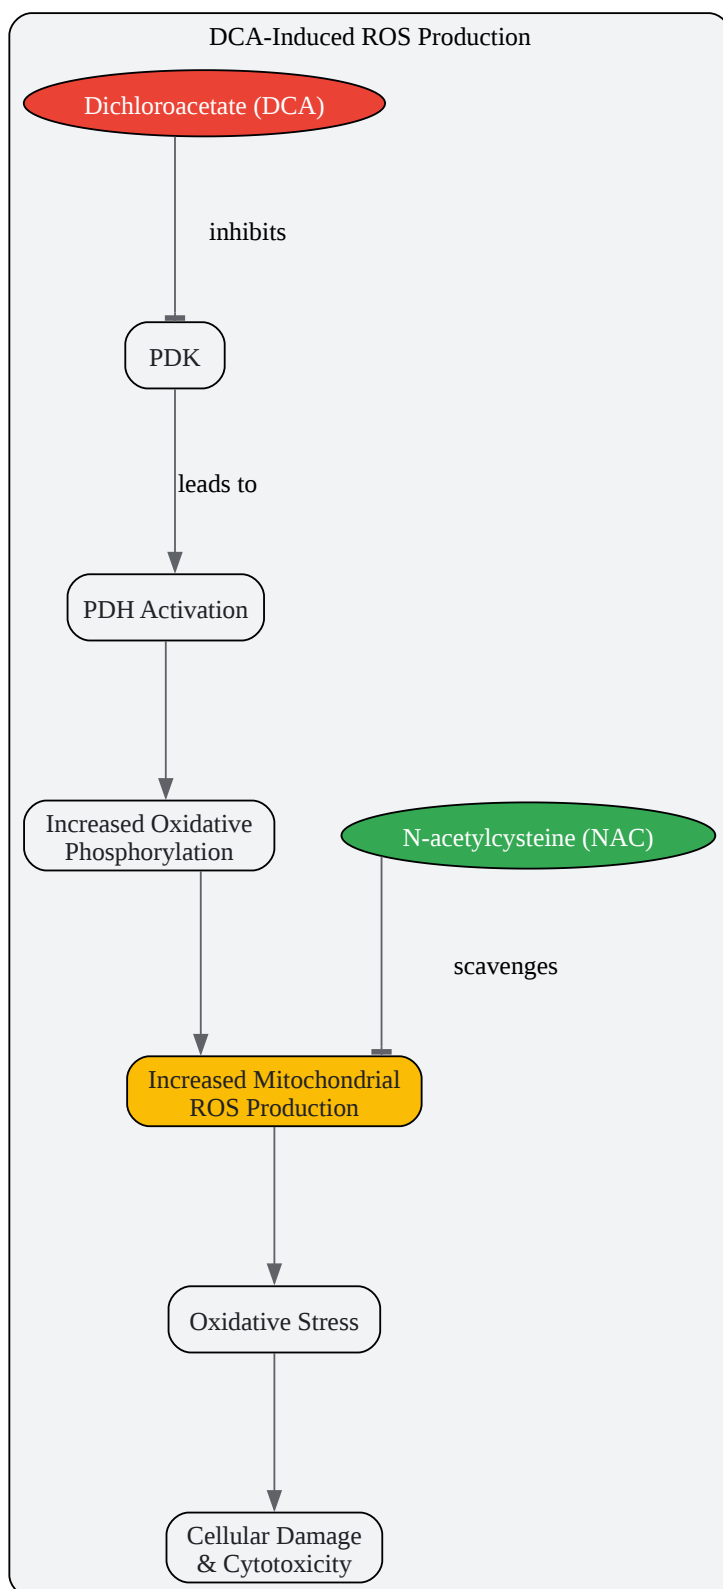 DCA-Induced ROS Production
Dichloroacetate (DCA)
inhibits
PDK
leads to
PDH Activation
Increased Oxidative
Phosphorylation
N-acetylcysteine (NAC)
scavenges
Increased Mitochondrial
ROS Production
Oxidative Stress
Cellular Damage
& Cytotoxicity